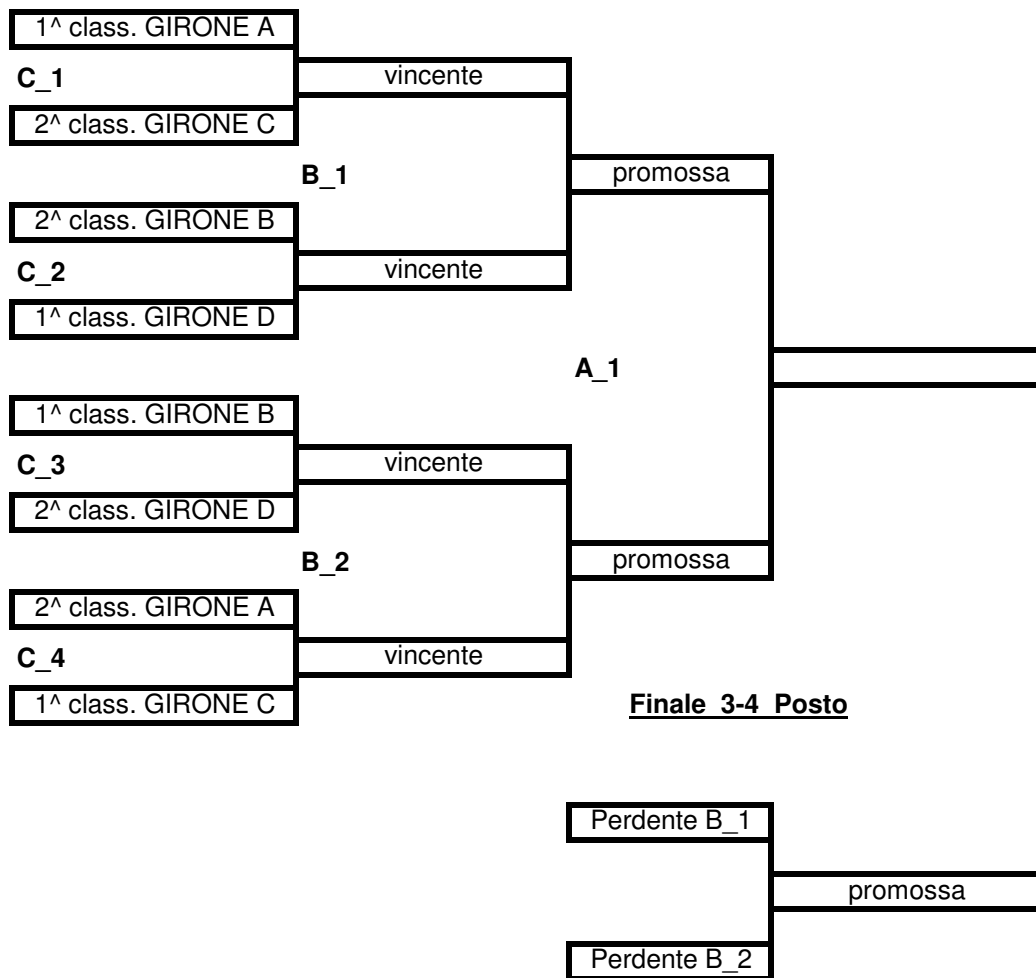 1^ class. GIRONE A
C_1
vincente
2^ class. GIRONE C
B_1
promossa
2^ class. GIRONE B
C_2
vincente
1^ class. GIRONE D
A_1
1^ class. GIRONE B
C_3
vincente
2^ class. GIRONE D
B_2
promossa
2^ class. GIRONE A
C_4
vincente
1^ class. GIRONE C
Finale 3-4 Posto
Perdente B_1
promossa
Perdente B_2